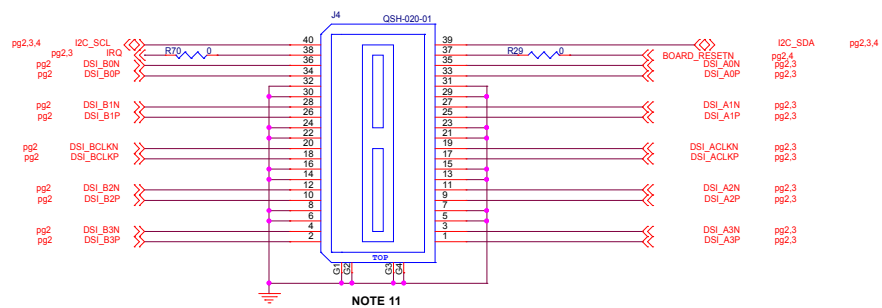 J4 QSH-020-01
pg2,3,4 I2C_SCL 40 39 I2C_SDA pg2,3,4
pg2,3 IRQ R70 0 38 37 R29 0 BOARD_RESETN pg2,4
pg2 DSI_B0N 36 35 DSI_A0N pg2,3
pg2 DSI_B0P 34 33 DSI_A0P pg2,3
32 31
30 29
pg2 DSI_B1N 28 27 DSI_A1N pg2,3
pg2 DSI_B1P 26 25 DSI_A1P pg2,3
24 23
22 21
pg2 DSI_BCLKN 20 19 DSI_ACLKN pg2,3
pg2 DSI_BCLKP 18 17 DSI_ACLKP pg2,3
16 15
14 13
pg2 DSI_B2N 12 11 DSI_A2N pg2,3
pg2 DSI_B2P 10 9 DSI_A2P pg2,3
8 7
6 5
pg2 DSI_B3N 4 3 DSI_A3N pg2,3
pg2 DSI_B3P 2 1 DSI_A3P pg2,3
TOP
G1 G2 G3 G4
NOTE 11